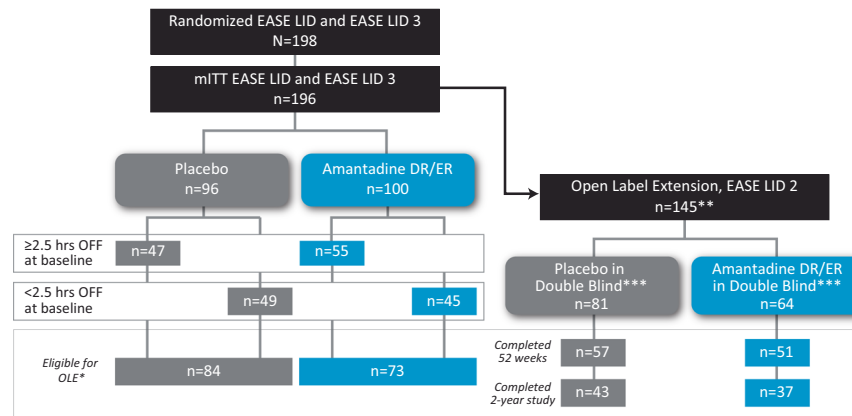 Randomized EASE LID and EASE LID 3
N=198
mITT EASE LID and EASE LID 3
n=196
Placebo
n=96
Amantadine DR/ER
n=100
Open Label Extension, EASE LID 2
n=145**
≥2.5 hrs OFF
at baseline
n=47
n=55
<2.5 hrs OFF
at baseline
n=49
n=45
Placebo in
Double Blind***
n=81
Amantadine DR/ER
in Double Blind***
n=64
Eligible for
OLE*
n=84
n=73
Completed
52 weeks
n=57
n=51
Completed
2-year study
n=43
n=37